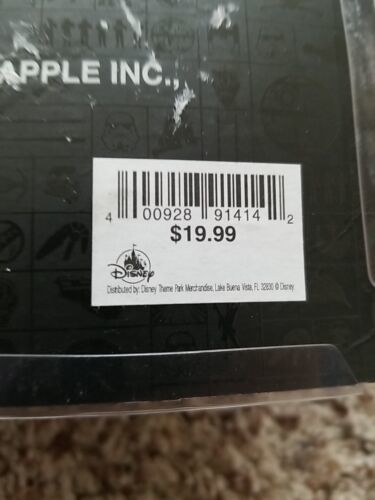 APPLE INC.,
4 00928 91414 2
$19.99
Disney
Distributed by: Disney Theme Park Merchandise, Lake Buena Vista, FL 32830 © Disney